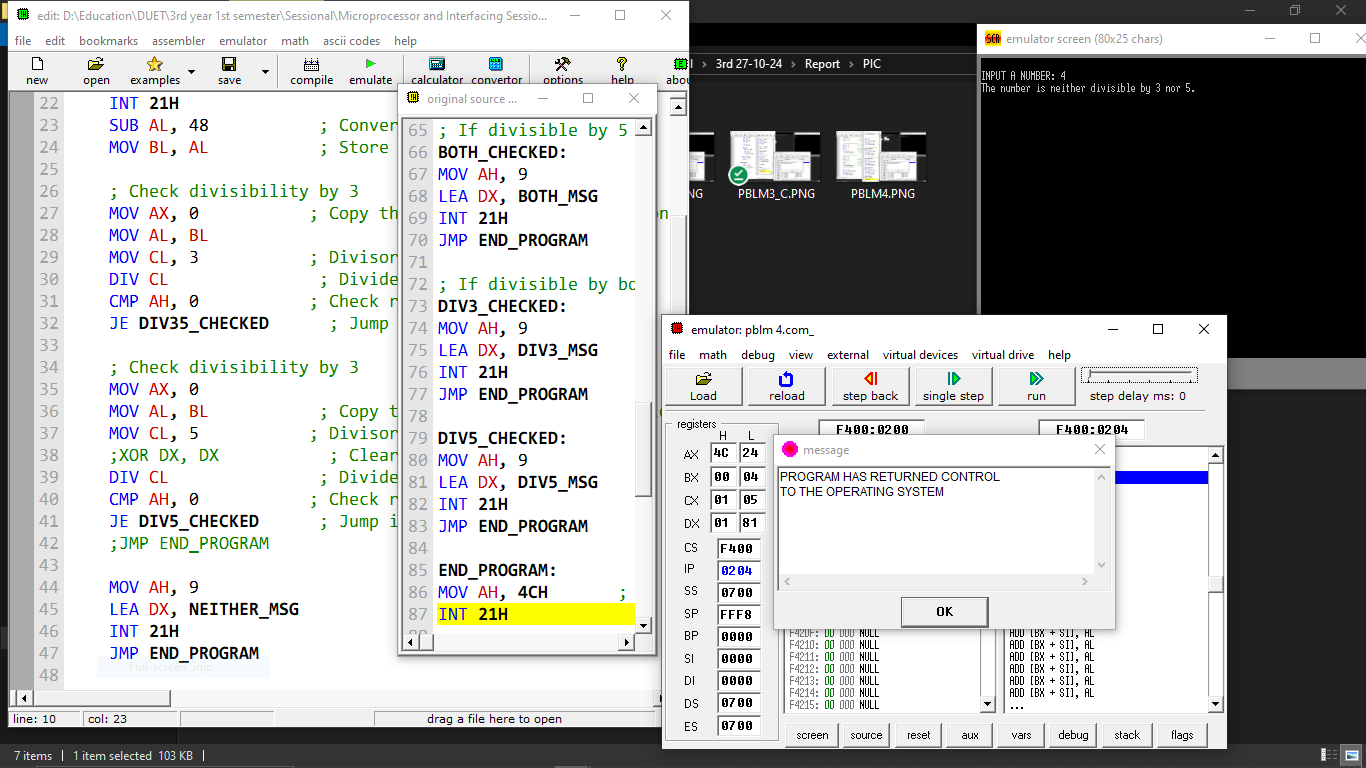 edit: D:\Education\DUET\3rd year 1st semester\Sessional\Microprocessor and Interfacing Sessio...
file edit bookmarks assembler emulator math ascii codes help
new open examples save compile emulate calculator convertor options help abou
22 INT 21H
23 SUB AL, 48 ; Conver
24 MOV BL, AL ; Store
25
26 ; Check divisibility by 3
27 MOV AX, 0 ; Copy th on
28 MOV AL, BL
29 MOV CL, 3 ; Divisor
30 DIV CL ; Divide
31 CMP AH, 0 ; Check r
32 JE DIV35_CHECKED ; Jump
33
34 ; Check divisibility by 3
35 MOV AX, 0
36 MOV AL, BL ; Copy t
37 MOV CL, 5 ; Divisor
38 ;XOR DX, DX ; Clear
39 DIV CL ; Divide
40 CMP AH, 0 ; Check r
41 JE DIV5_CHECKED ; Jump i
42 ;JMP END_PROGRAM
43
44 MOV AH, 9
45 LEA DX, NEITHER_MSG
46 INT 21H
47 JMP END_PROGRAM
Full-screen Snip
48
line: 10 col: 23 drag a file here to open
7 items 1 item selected 103 KB
original source ...
65 ; If divisible by 5
66 BOTH_CHECKED:
67 MOV AH, 9
68 LEA DX, BOTH_MSG
69 INT 21H
70 JMP END_PROGRAM
71
72 ; If divisible by bo
73 DIV3_CHECKED:
74 MOV AH, 9
75 LEA DX, DIV3_MSG
76 INT 21H
77 JMP END_PROGRAM
78
79 DIV5_CHECKED:
80 MOV AH, 9
81 LEA DX, DIV5_MSG
82 INT 21H
83 JMP END_PROGRAM
84
85 END_PROGRAM:
86 MOV AH, 4CH ;
87 INT 21H
3rd 27-10-24 Report PIC
NG PBLM3_C.PNG PBLM4.PNG
SCR emulator screen (80x25 chars)
INPUT A NUMBER: 4
The number is neither divisible by 3 nor 5.
emulator: pblm 4.com_
file math debug view external virtual devices virtual drive help
Load reload step back single step run step delay ms: 0
registers F400:0200 F400:0204
H L
AX 4C 24
BX 00 04
CX 01 05
DX 01 81
CS F400
IP 0204
SS 0700
SP FFF8
BP 0000
SI 0000
DI 0000
DS 0700
ES 0700
message
PROGRAM HAS RETURNED CONTROL
TO THE OPERATING SYSTEM
OK
F420F: 00 000 NULL ADD [BX + SI], AL
F4210: 00 000 NULL ADD [BX + SI], AL
F4211: 00 000 NULL ADD [BX + SI], AL
F4212: 00 000 NULL ADD [BX + SI], AL
F4213: 00 000 NULL ADD [BX + SI], AL
F4214: 00 000 NULL ADD [BX + SI], AL
F4215: 00 000 NULL ...
screen source reset aux vars debug stack flags